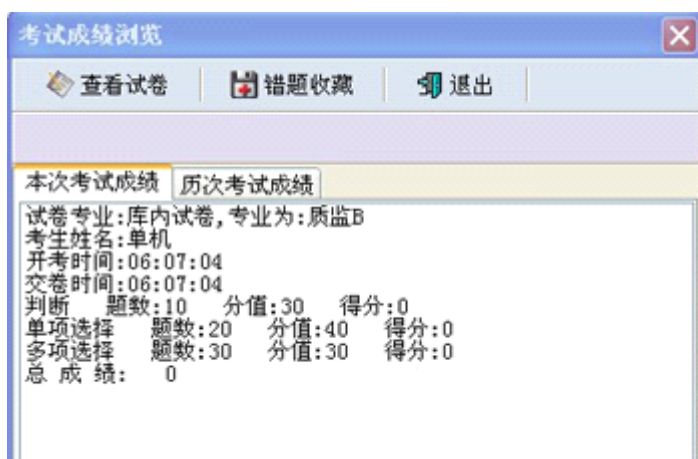 考试成绩浏览
查看试卷 错题收藏 退出
本次考试成绩 历次考试成绩
试卷专业:库内试卷,专业为:质监B
考生姓名:单机
开考时间:06:07:04
交卷时间:06:07:04
判断 题数:10 分值:30 得分:0
单项选择 题数:20 分值:40 得分:0
多项选择 题数:30 分值:30 得分:0
总 成 绩: 0